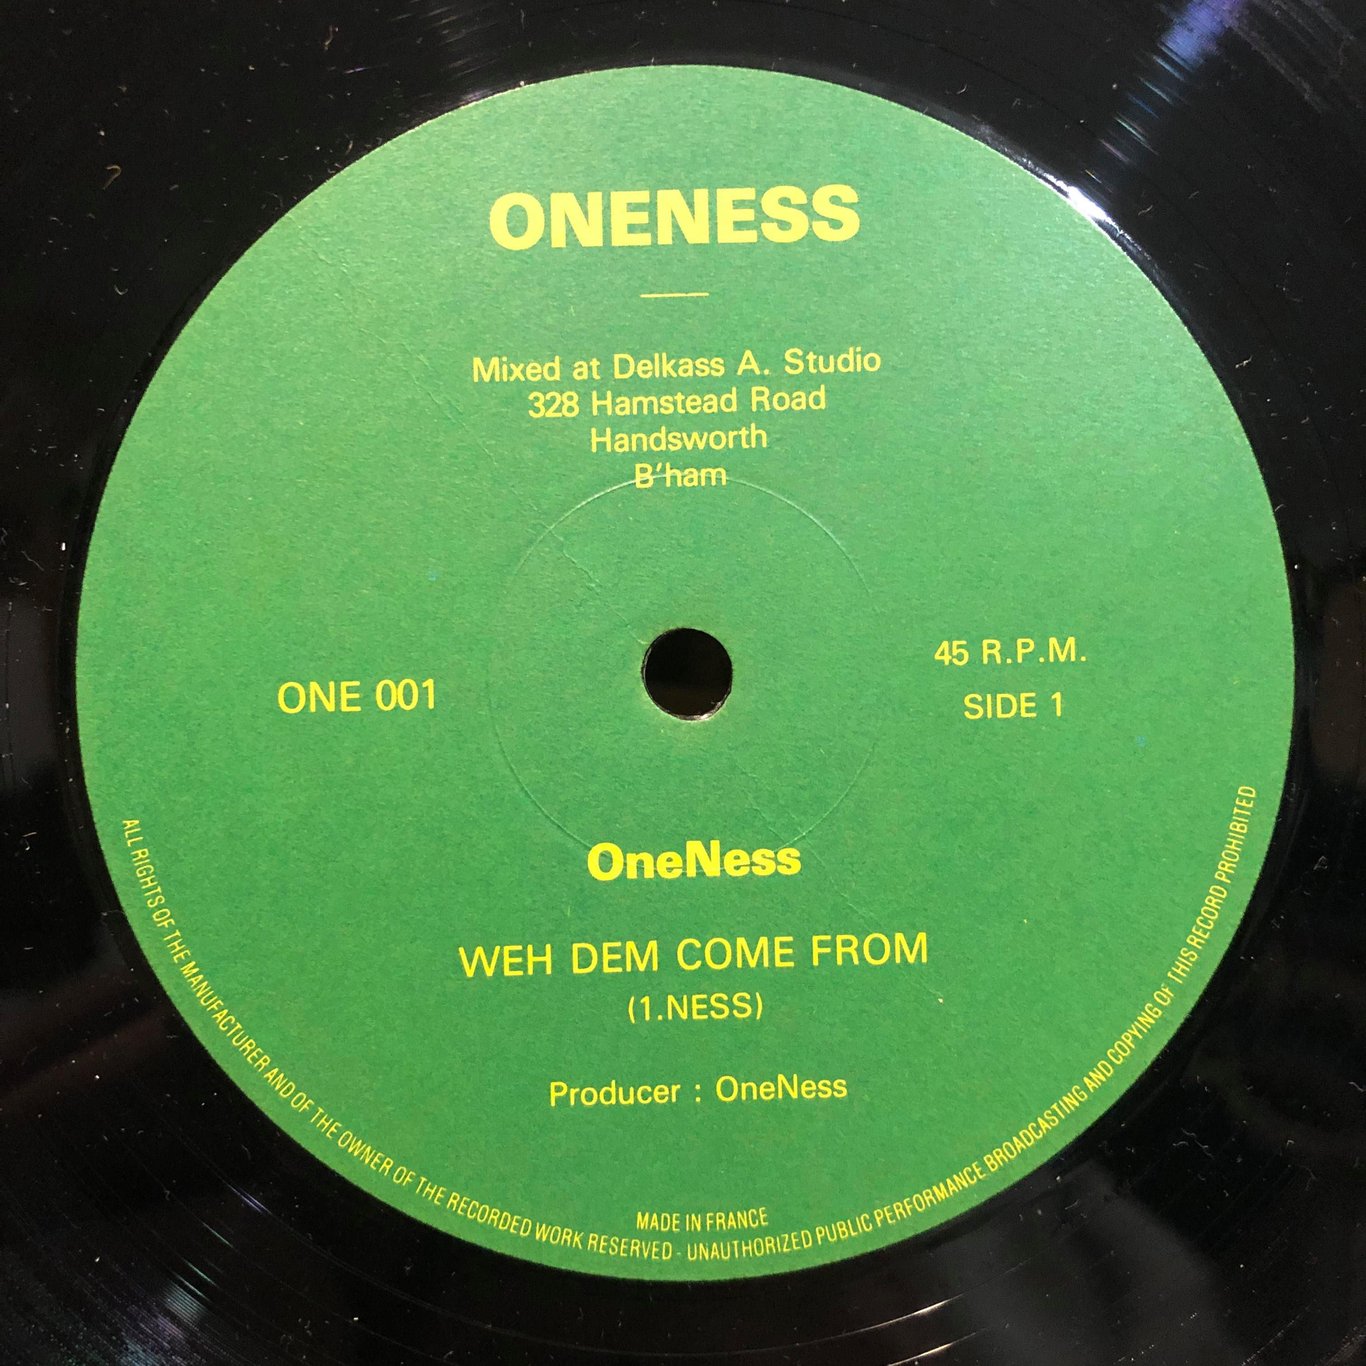 ONENESS
Mixed at Delkass A. Studio
328 Hamstead Road
Handsworth
B'ham
ONE 001
45 R.P.M.
SIDE 1
OneNess
WEH DEM COME FROM
(1.NESS)
Producer : OneNess
MADE IN FRANCE
ALL RIGHTS OF THE MANUFACTURER AND OF THE OWNER OF THE RECORDED WORK RESERVED - UNAUTHORIZED PUBLIC PERFORMANCE BROADCASTING AND COPYING OF THIS RECORD PROHIBITED